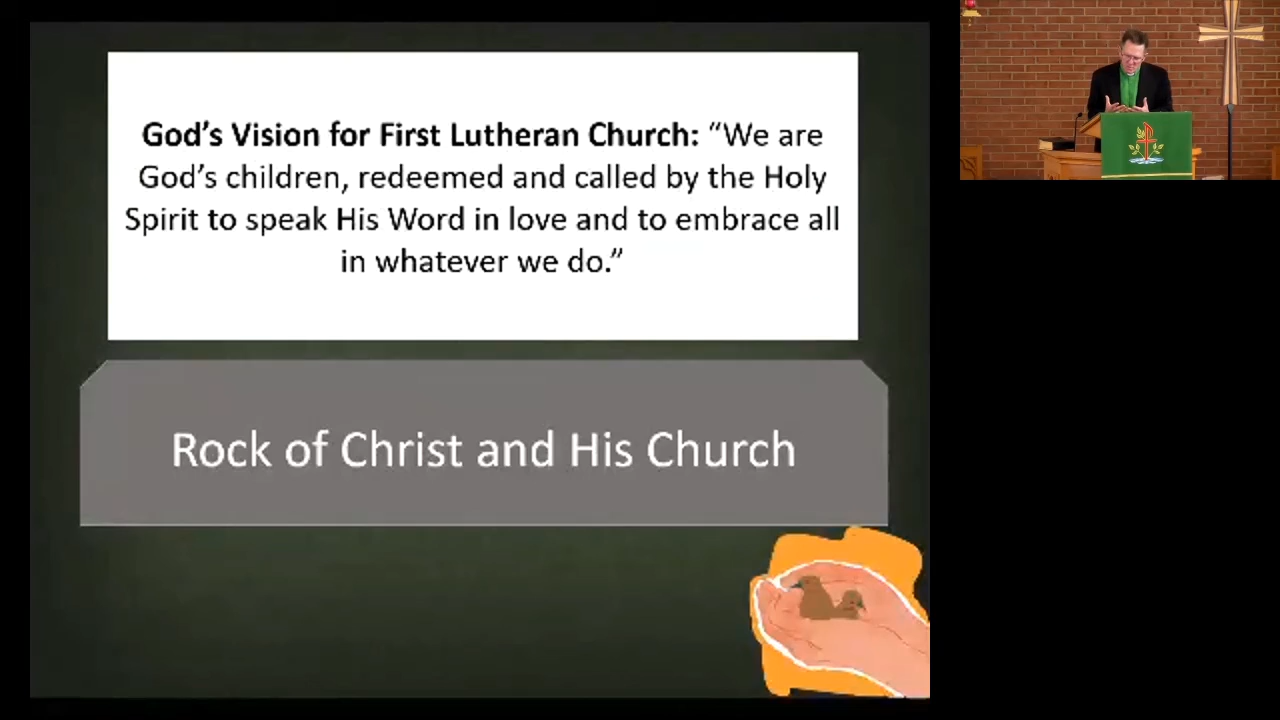 God’s Vision for First Lutheran Church: “We are
God’s children, redeemed and called by the Holy
Spirit to speak His Word in love and to embrace all
in whatever we do.”
Rock of Christ and His Church